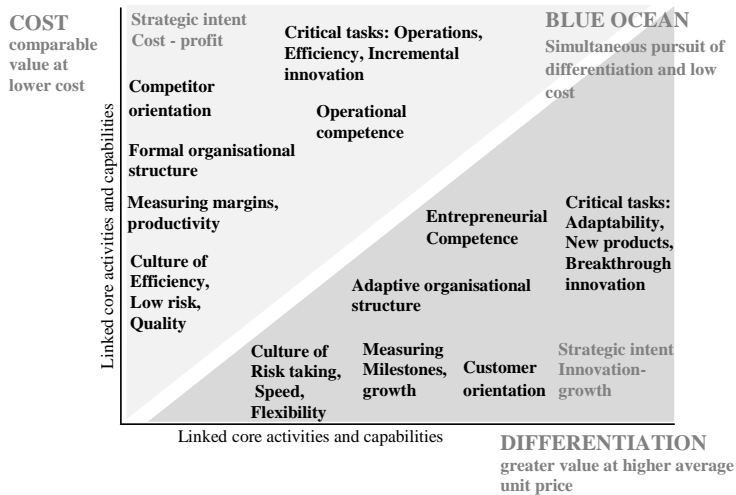 COST
comparable
value at
lower cost
Strategic intent
Cost - profit
Critical tasks: Operations,
Efficiency, Incremental
innovation
BLUE OCEAN
Simultaneous pursuit of
differentiation and low
cost
Competitor
orientation
Operational
competence
Formal organisational
structure
Measuring margins,
productivity
Culture of
Efficiency,
Low risk,
Quality
Linked core activities and capabilities
Entrepreneurial
Competence
Critical tasks:
Adaptability,
New products,
Breakthrough
innovation
Adaptive organisational
structure
Culture of
Risk taking,
Speed,
Flexibility
Measuring
Milestones,
growth
Customer
orientation
Strategic intent
Innovation-
growth
Linked core activities and capabilities
DIFFERENTIATION
greater value at higher average
unit price